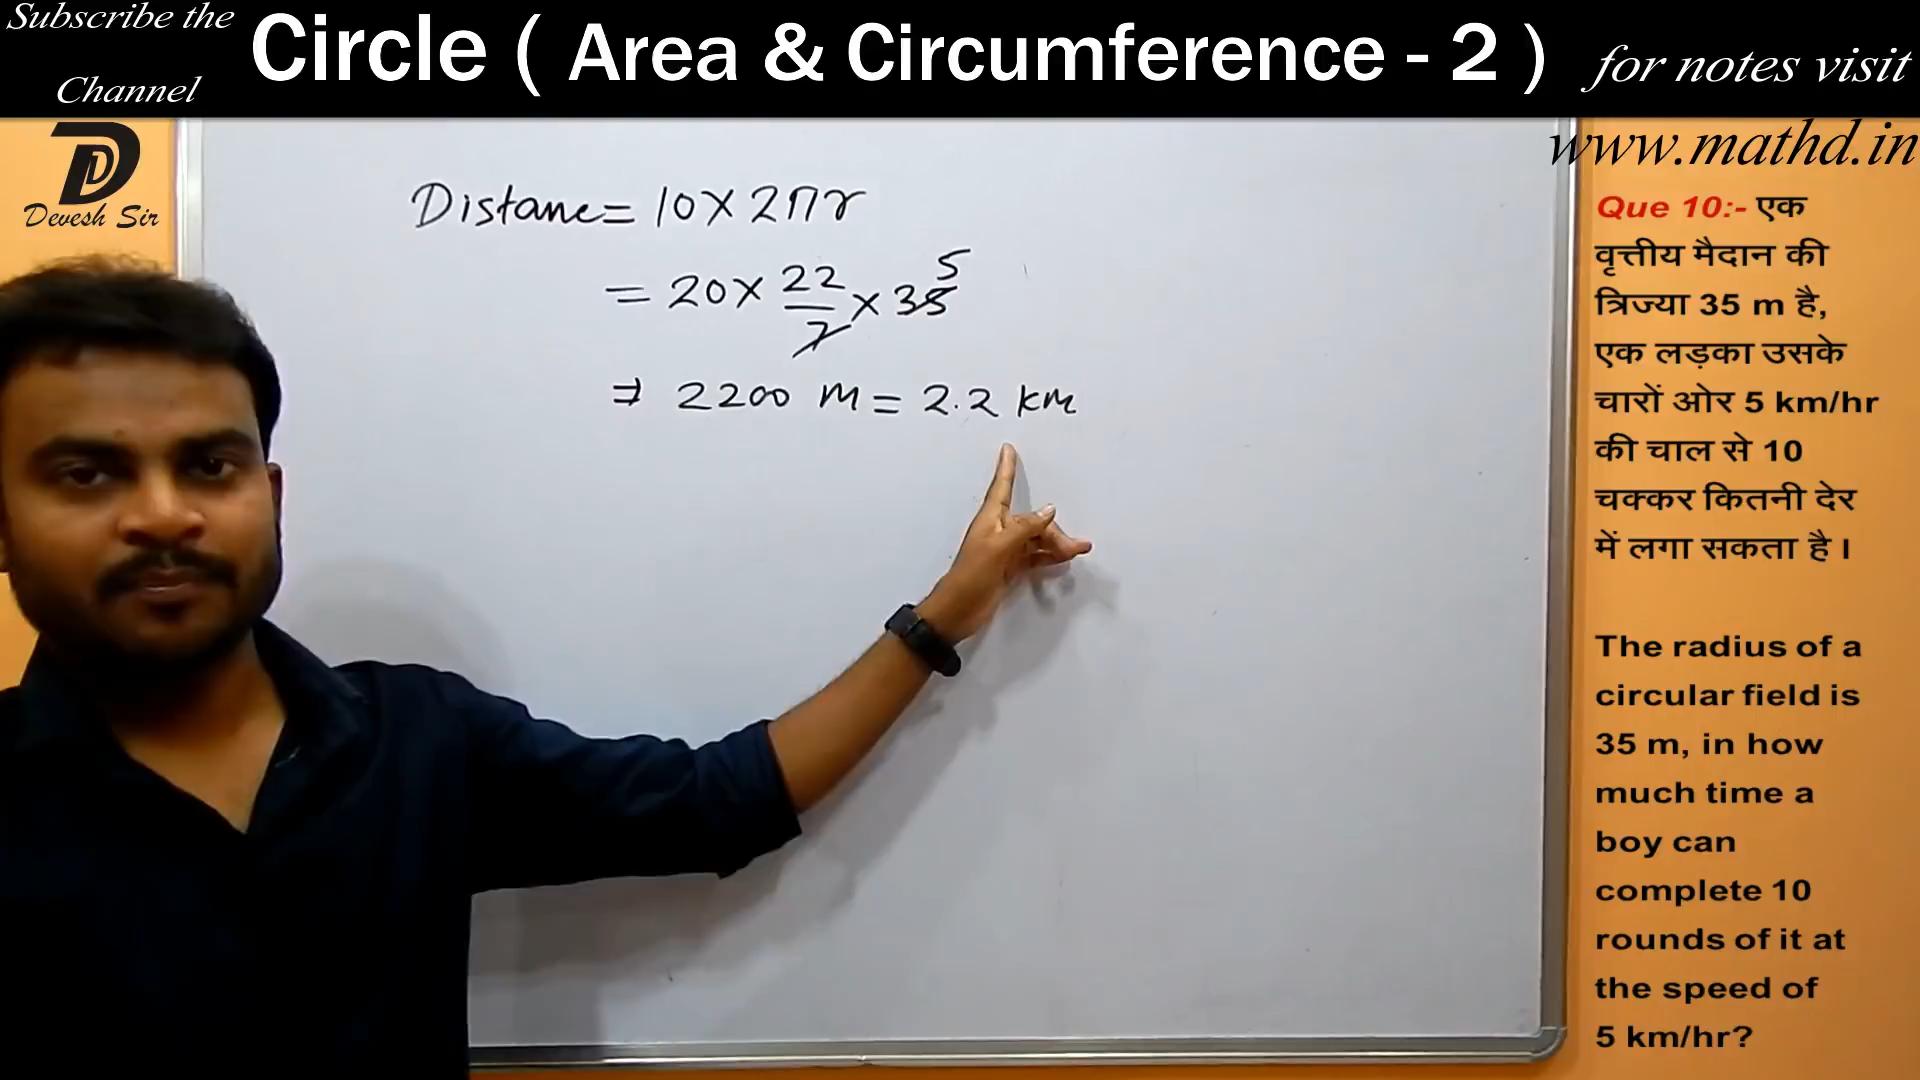 Subscribe the
Channel
Circle ( Area & Circumference - 2 )
for notes visit
www.mathd.in
D
Devesh Sir
Distane = 10 × 2πr
= 20 × 22/7 × 35 5
⇒ 2200 m = 2.2 km
Que 10:- एक
वृत्तीय मैदान की
त्रिज्या 35 m है,
एक लड़का उसके
चारों ओर 5 km/hr
की चाल से 10
चक्कर कितनी देर
में लगा सकता है ।
The radius of a
circular field is
35 m, in how
much time a
boy can
complete 10
rounds of it at
the speed of
5 km/hr?